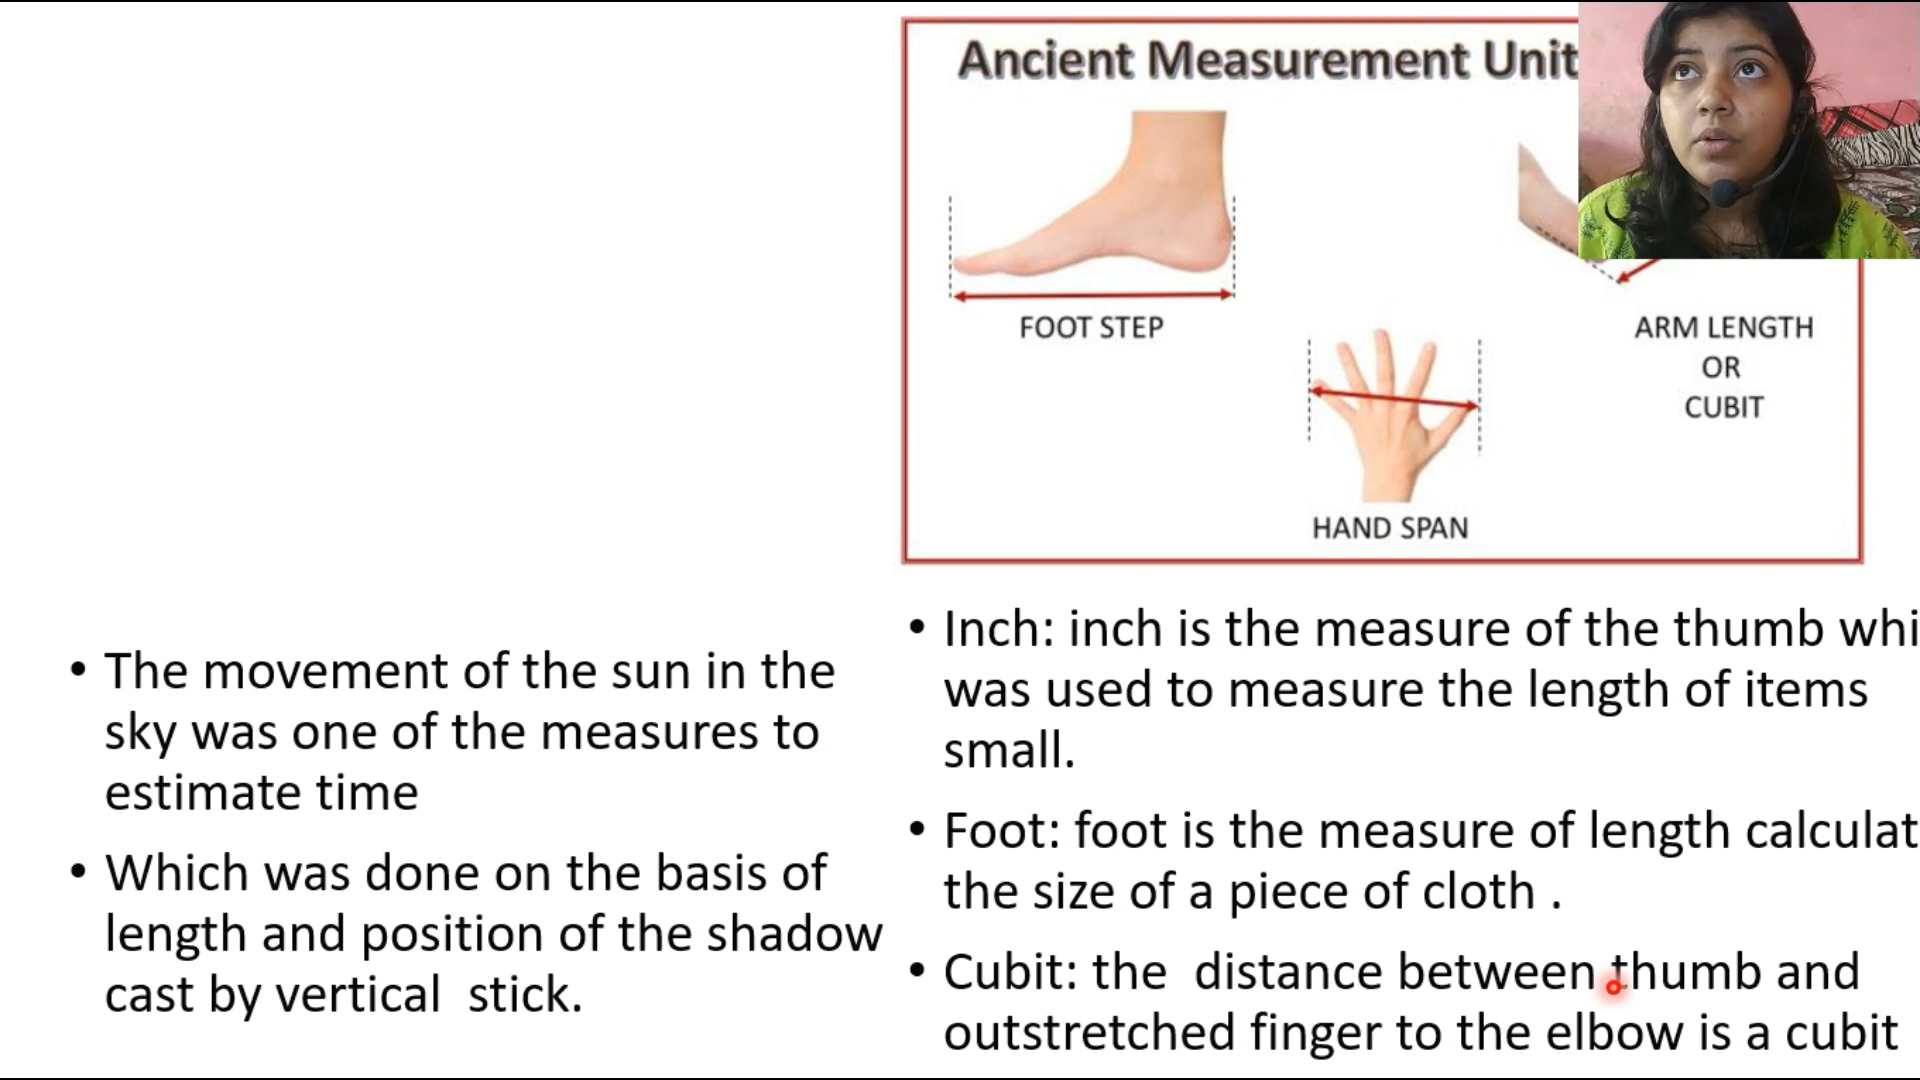 Ancient Measurement Unit
FOOT STEP
ARM LENGTH
OR
CUBIT
HAND SPAN
• The movement of the sun in the
sky was one of the measures to
estimate time
• Which was done on the basis of
length and position of the shadow
cast by vertical stick.
• Inch: inch is the measure of the thumb whi
was used to measure the length of items
small.
• Foot: foot is the measure of length calculat
the size of a piece of cloth .
• Cubit: the distance between thumb and
outstretched finger to the elbow is a cubit